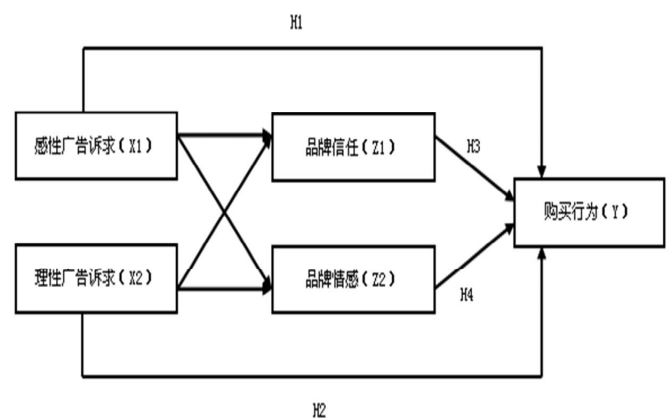 H1
感性广告诉求(X1)
品牌信任(Z1)
H3
购买行为(Y)
理性广告诉求(X2)
品牌情感(Z2)
H4
H2